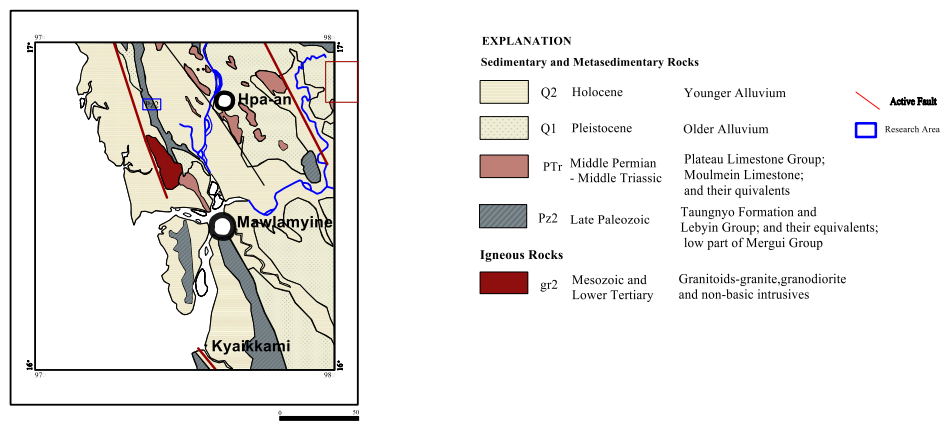 97
98
17°
17°
Pz2
Hpa-an
Mawlamyine
Kyaikkami
16°
16°
97
98
0 50
EXPLANATION
Sedimentary and Metasedimentary Rocks
Q2 Holocene Younger Alluvium
Q1 Pleistocene Older Alluvium
PTr Middle Permian - Middle Triassic
Plateau Limestone Group;
Moulmein Limestone;
and their quivalents
Pz2 Late Paleozoic
Taungnyo Formation and
Lebyin Group; and their equivalents;
low part of Mergui Group
Igneous Rocks
gr2 Mesozoic and
Lower Tertiary
Granitoids-granite,granodiorite
and non-basic intrusives
Active Fault
Research Area